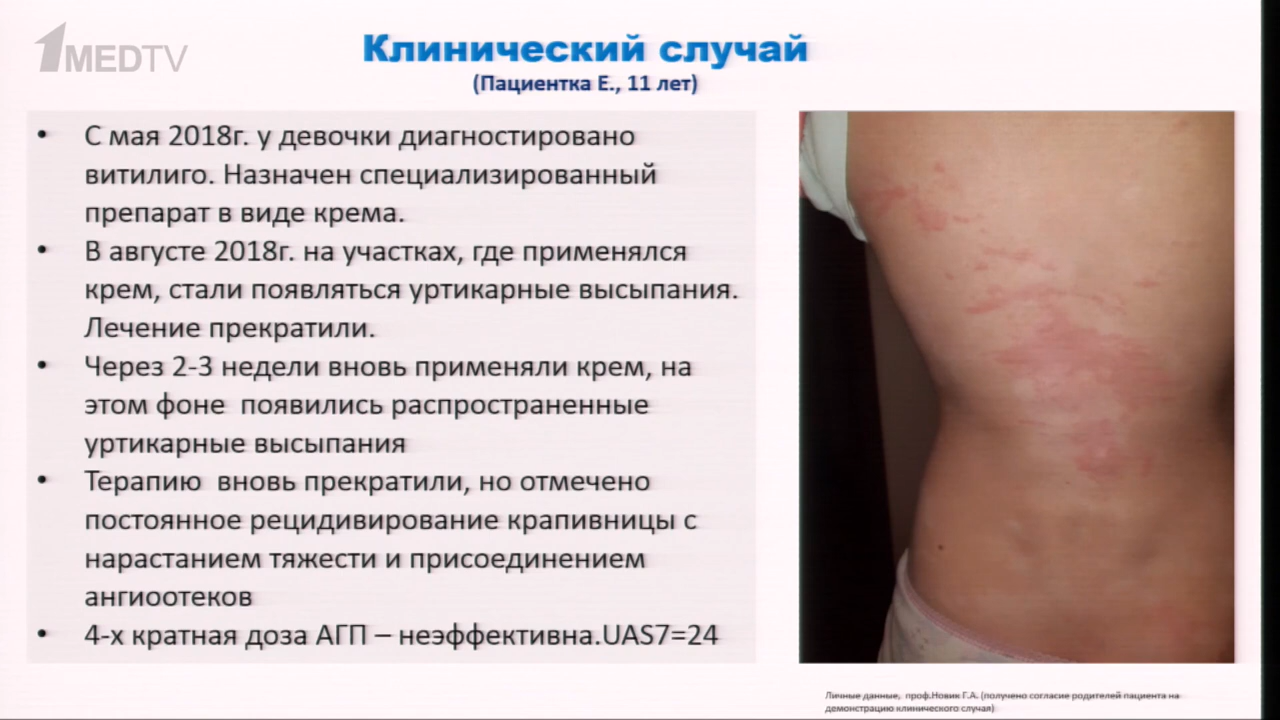 1MEDTV
Клинический случай
(Пациентка Е., 11 лет)
• С мая 2018г. у девочки диагностировано
витилиго. Назначен специализированный
препарат в виде крема.
• В августе 2018г. на участках, где применялся
крем, стали появляться уртикарные высыпания.
Лечение прекратили.
• Через 2-3 недели вновь применяли крем, на
этом фоне появились распространенные
уртикарные высыпания
• Терапию вновь прекратили, но отмечено
постоянное рецидивирование крапивницы с
нарастанием тяжести и присоединением
ангиоотеков
• 4-х кратная доза АГП – неэффективна.UAS7=24
Личные данные, проф.Новик Г.А. (получено согласие родителей пациента на
демонстрацию клинического случая)